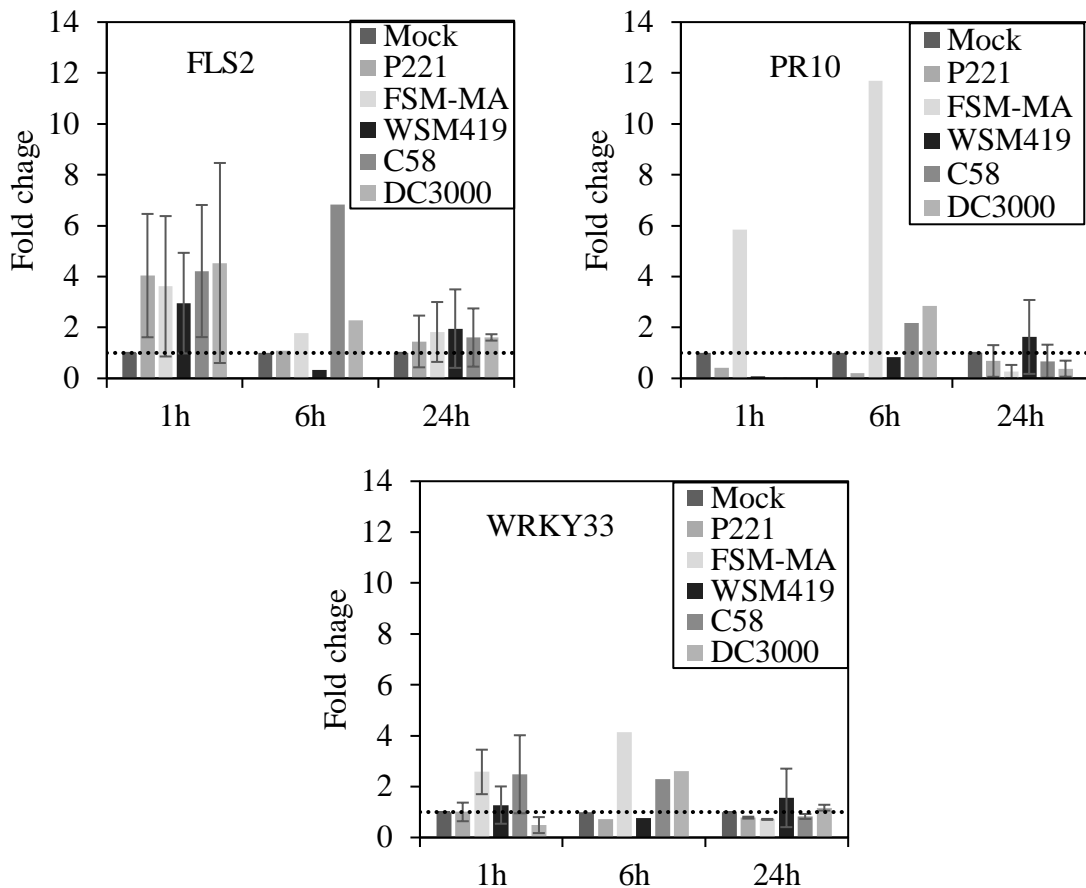 FLS2
Fold chage
14
12
10
8
6
4
2
0
1h
6h
24h
Mock
P221
FSM-MA
WSM419
C58
DC3000
PR10
Fold chage
14
12
10
8
6
4
2
0
1h
6h
24h
Mock
P221
FSM-MA
WSM419
C58
DC3000
WRKY33
Fold chage
14
12
10
8
6
4
2
0
1h
6h
24h
Mock
P221
FSM-MA
WSM419
C58
DC3000